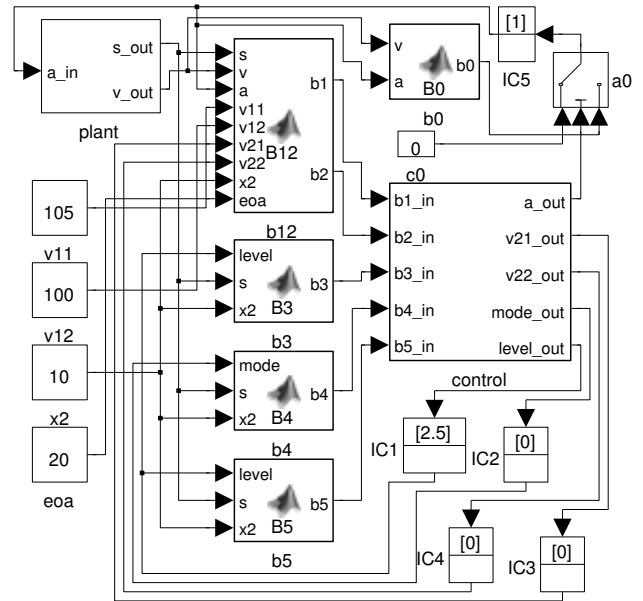 s_out
a_in
v_out
plant
s
v
a
v11
v12
v21
v22
x2
eoa
B12
b1
b2
b12
v
a
B0
b0
b0
[1]
IC5
a0
0
c0
105
v11
100
v12
10
x2
20
eoa
level
s
x2
B3
b3
b3
mode
s
x2
B4
b4
b4
level
s
x2
B5
b5
b5
b1_in
b2_in
b3_in
b4_in
b5_in
a_out
v21_out
v22_out
mode_out
level_out
control
[2.5]
IC1
[0]
IC2
[0]
IC4
[0]
IC3